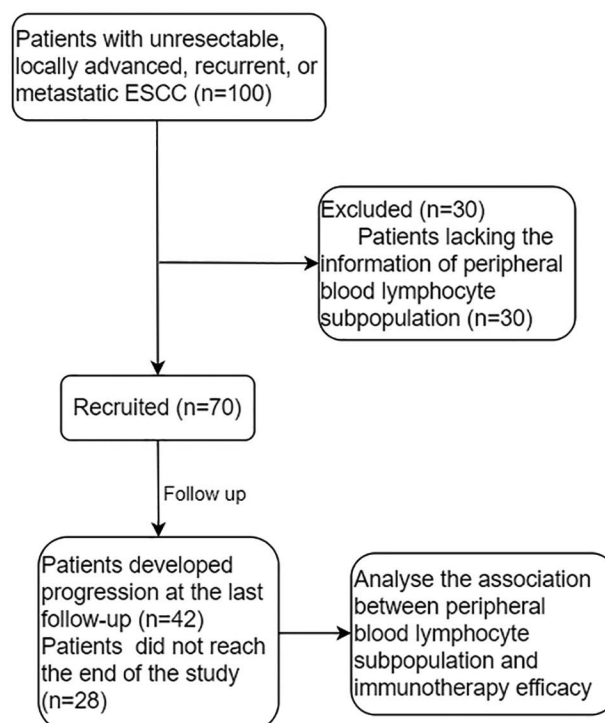 Patients with unresectable,
locally advanced, recurrent, or
metastatic ESCC (n=100)
Excluded (n=30)
Patients lacking the
information of peripheral
blood lymphocyte
subpopulation (n=30)
Recruited (n=70)
Follow up
Patients developed
progression at the last
follow-up (n=42)
Patients did not reach
the end of the study
(n=28)
Analyse the association
between peripheral
blood lymphocyte
subpopulation and
immunotherapy efficacy